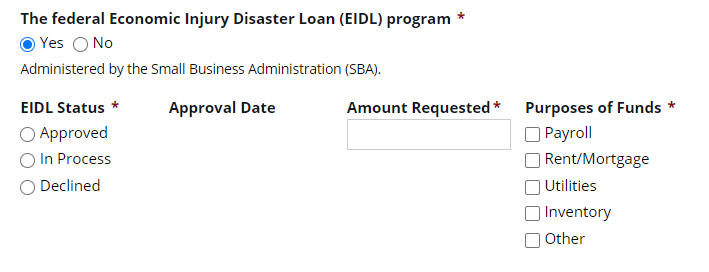 The federal Economic Injury Disaster Loan (EIDL) program *
Yes No
Administered by the Small Business Administration (SBA).
EIDL Status * Approval Date Amount Requested * Purposes of Funds *
Approved Payroll
In Process Rent/Mortgage
Declined Utilities
Inventory
Other